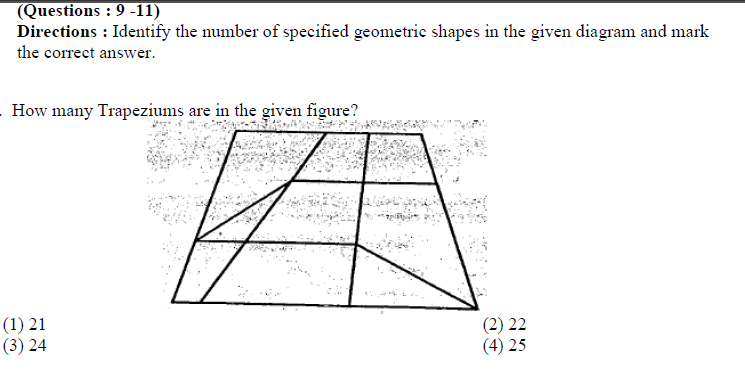 (Questions : 9 -11)
Directions : Identify the number of specified geometric shapes in the given diagram and mark
the correct answer.
. How many Trapeziums are in the given figure?
(1) 21 (2) 22
(3) 24 (4) 25